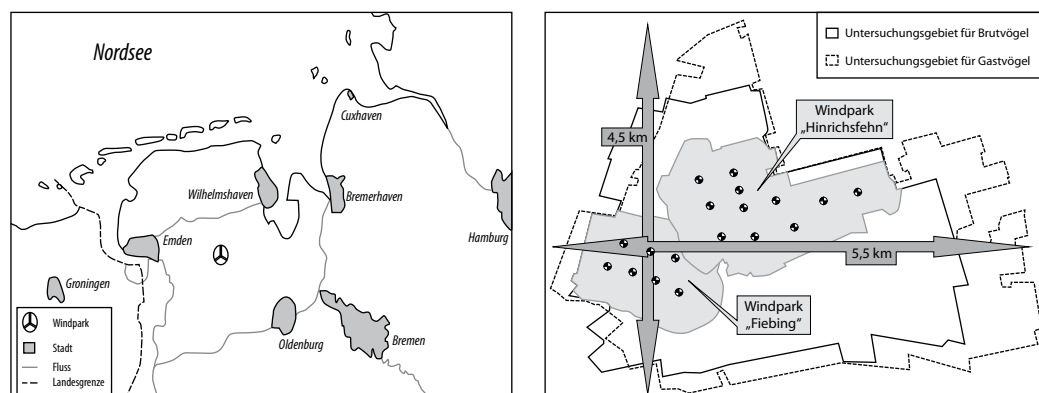 Nordsee
Cuxhaven
Wilhelmshaven
Bremerhaven
Hamburg
Emden
Groningen
Oldenburg
Bremen
Windpark
Stadt
Fluss
Landesgrenze
Untersuchungsgebiet für Brutvögel
Untersuchungsgebiet für Gastvögel
Windpark
„Hinrichsfehn“
4,5 km
5,5 km
Windpark
„Fiebing“